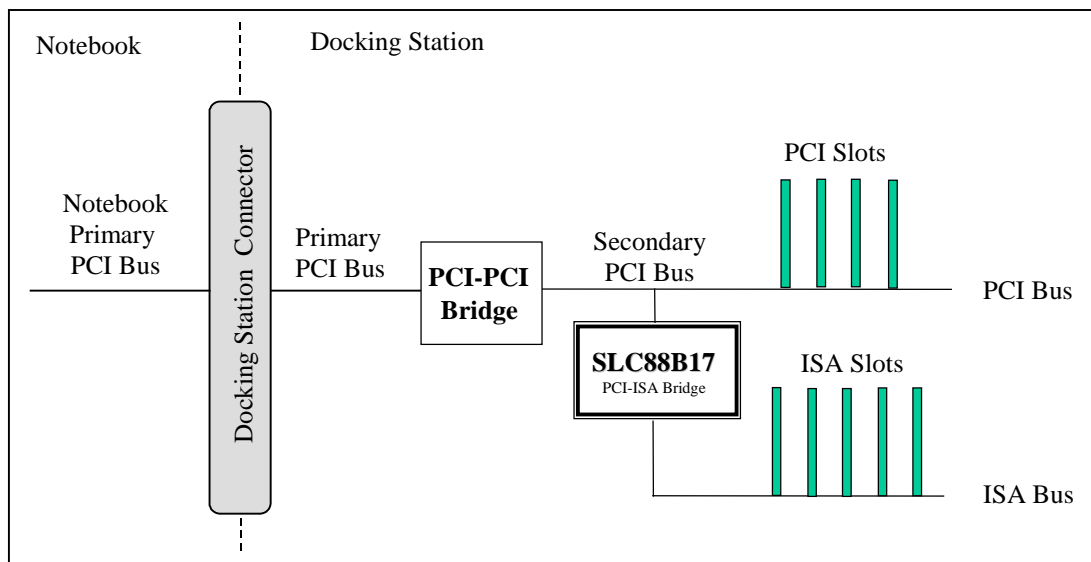 Notebook
Docking Station
Notebook
Primary
PCI Bus
Docking Station Connector
Primary
PCI Bus
PCI-PCI
Bridge
Secondary
PCI Bus
PCI Slots
PCI Bus
SLC88B17
PCI-ISA Bridge
ISA Slots
ISA Bus